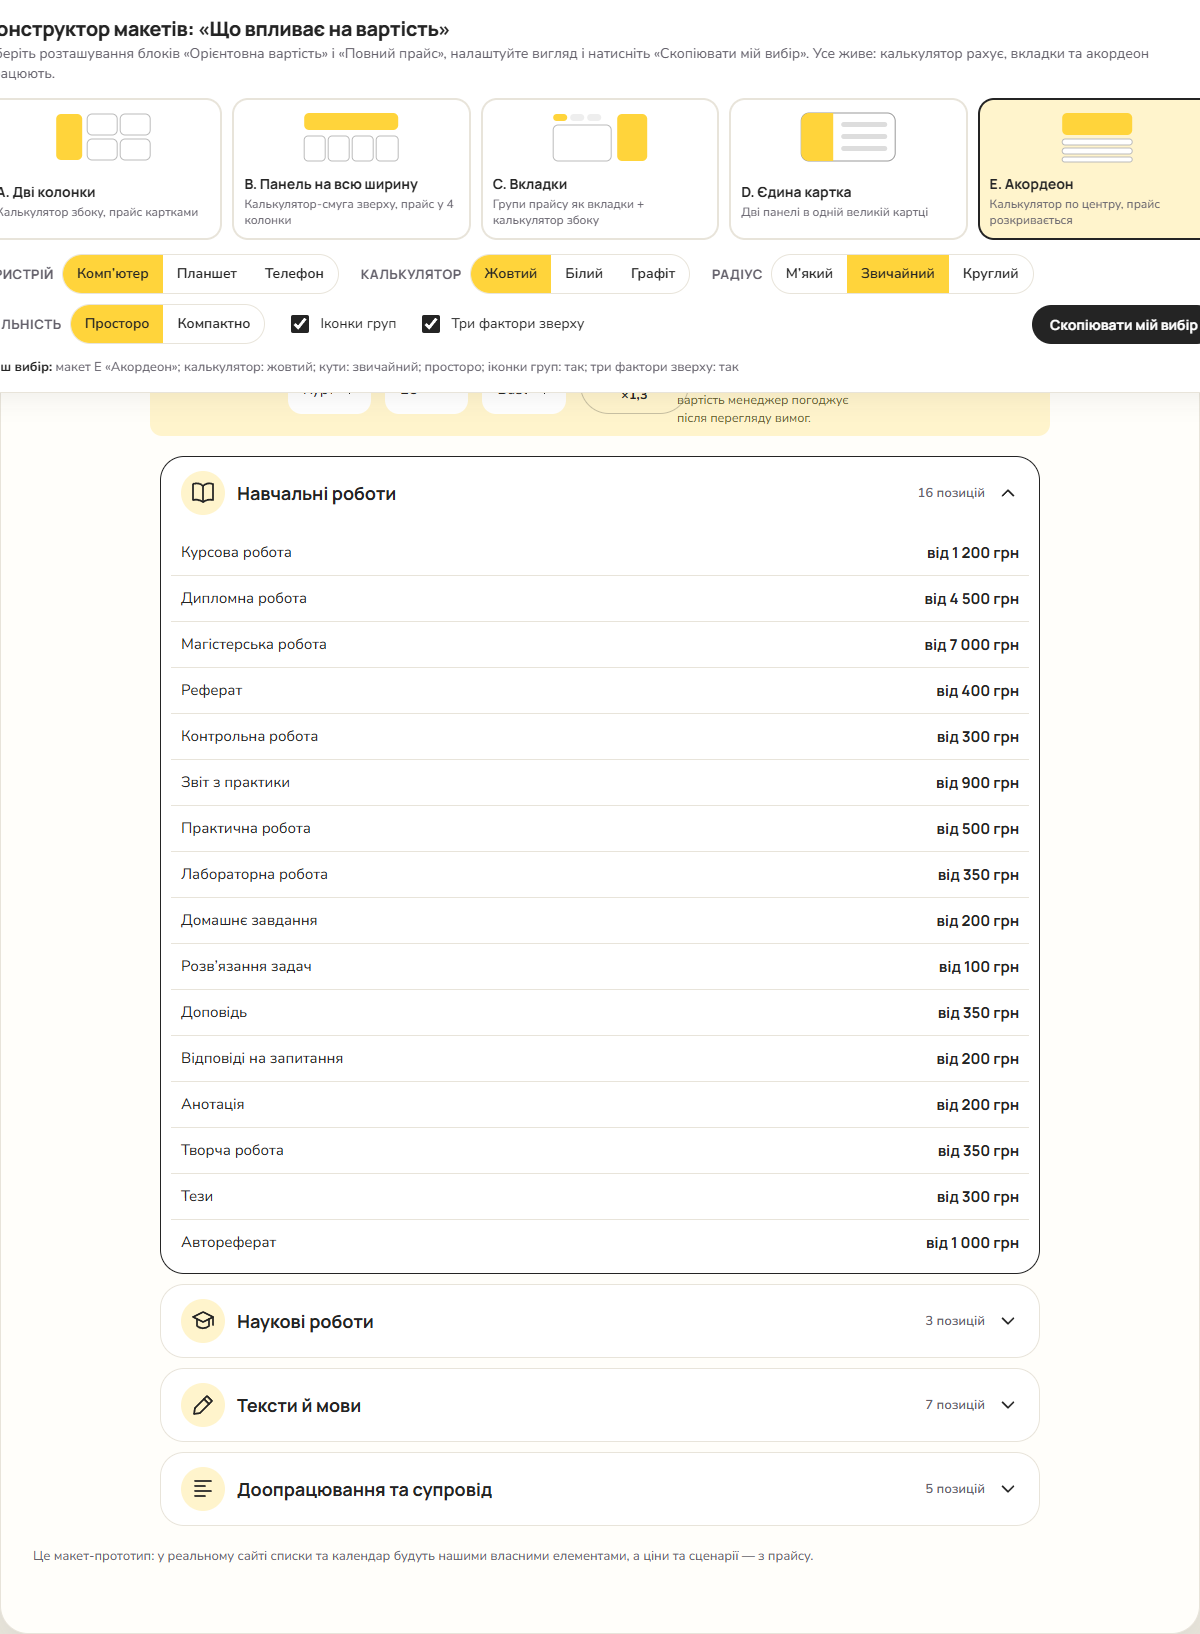 онструктор макетів: «Що впливає на вартість»
беріть розташування блоків «Орієнтовна вартість» і «Повний прайс», налаштуйте вигляд і натисніть «Скопіювати мій вибір». Усе живе: калькулятор рахує, вкладки та акордеон
ацюють.
А. Дві колонки
Калькулятор збоку, прайс картками
B. Панель на всю ширину
Калькулятор-смуга зверху, прайс у 4
колонки
C. Вкладки
Групи прайсу як вкладки +
калькулятор збоку
D. Єдина картка
Дві панелі в одній великій картці
E. Акордеон
Калькулятор по центру, прайс
розкривається
РИСТРІЙ Комп'ютер Планшет Телефон КАЛЬКУЛЯТОР Жовтий Білий Графіт РАДІУС М'який Звичайний Круглий
ЛЬНІСТЬ Просторо Компактно Іконки груп Три фактори зверху Скопіювати мій вибір
ш вибір: макет E «Акордеон»; калькулятор: жовтий; кути: звичайний; просторо; іконки груп: так; три фактори зверху: так
×1,3
вартість менеджер погоджує
після перегляду вимог.
Навчальні роботи 16 позицій
Курсова робота від 1 200 грн
Дипломна робота від 4 500 грн
Магістерська робота від 7 000 грн
Реферат від 400 грн
Контрольна робота від 300 грн
Звіт з практики від 900 грн
Практична робота від 500 грн
Лабораторна робота від 350 грн
Домашнє завдання від 200 грн
Розв'язання задач від 100 грн
Доповідь від 350 грн
Відповіді на запитання від 200 грн
Анотація від 200 грн
Творча робота від 350 грн
Тези від 300 грн
Автореферат від 1 000 грн
Наукові роботи 3 позицій
Тексти й мови 7 позицій
Доопрацювання та супровід 5 позицій
Це макет-прототип: у реальному сайті списки та календар будуть нашими власними елементами, а ціни та сценарії — з прайсу.